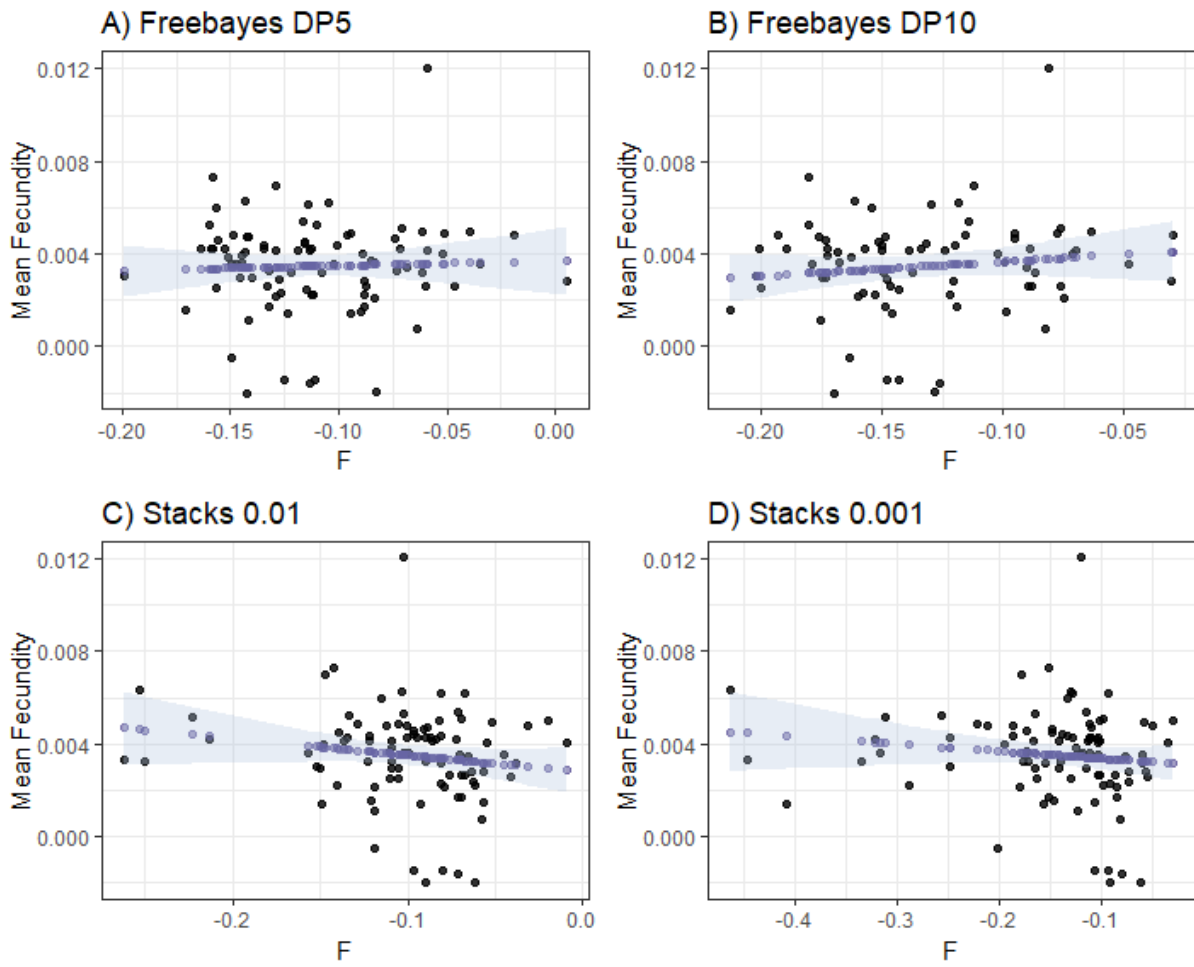 A) Freebayes DP5
0.012
0.008
0.004
0.000
Mean Fecundity
-0.20 -0.15 -0.10 -0.05 0.00
F
B) Freebayes DP10
0.012
0.008
0.004
0.000
Mean Fecundity
-0.20 -0.15 -0.10 -0.05
F
C) Stacks 0.01
0.012
0.008
0.004
0.000
Mean Fecundity
-0.2 -0.1 0.0
F
D) Stacks 0.001
0.012
0.008
0.004
0.000
Mean Fecundity
-0.4 -0.3 -0.2 -0.1
F